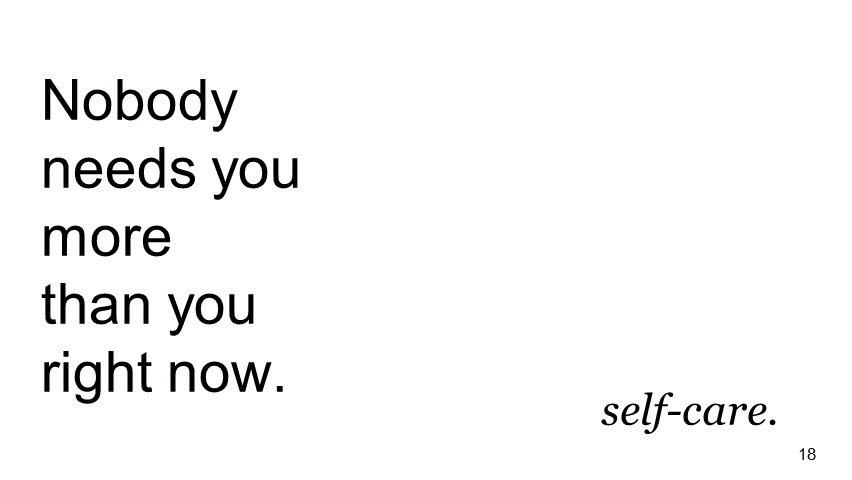 Nobody
needs you
more
than you
right now.
self-care.
18